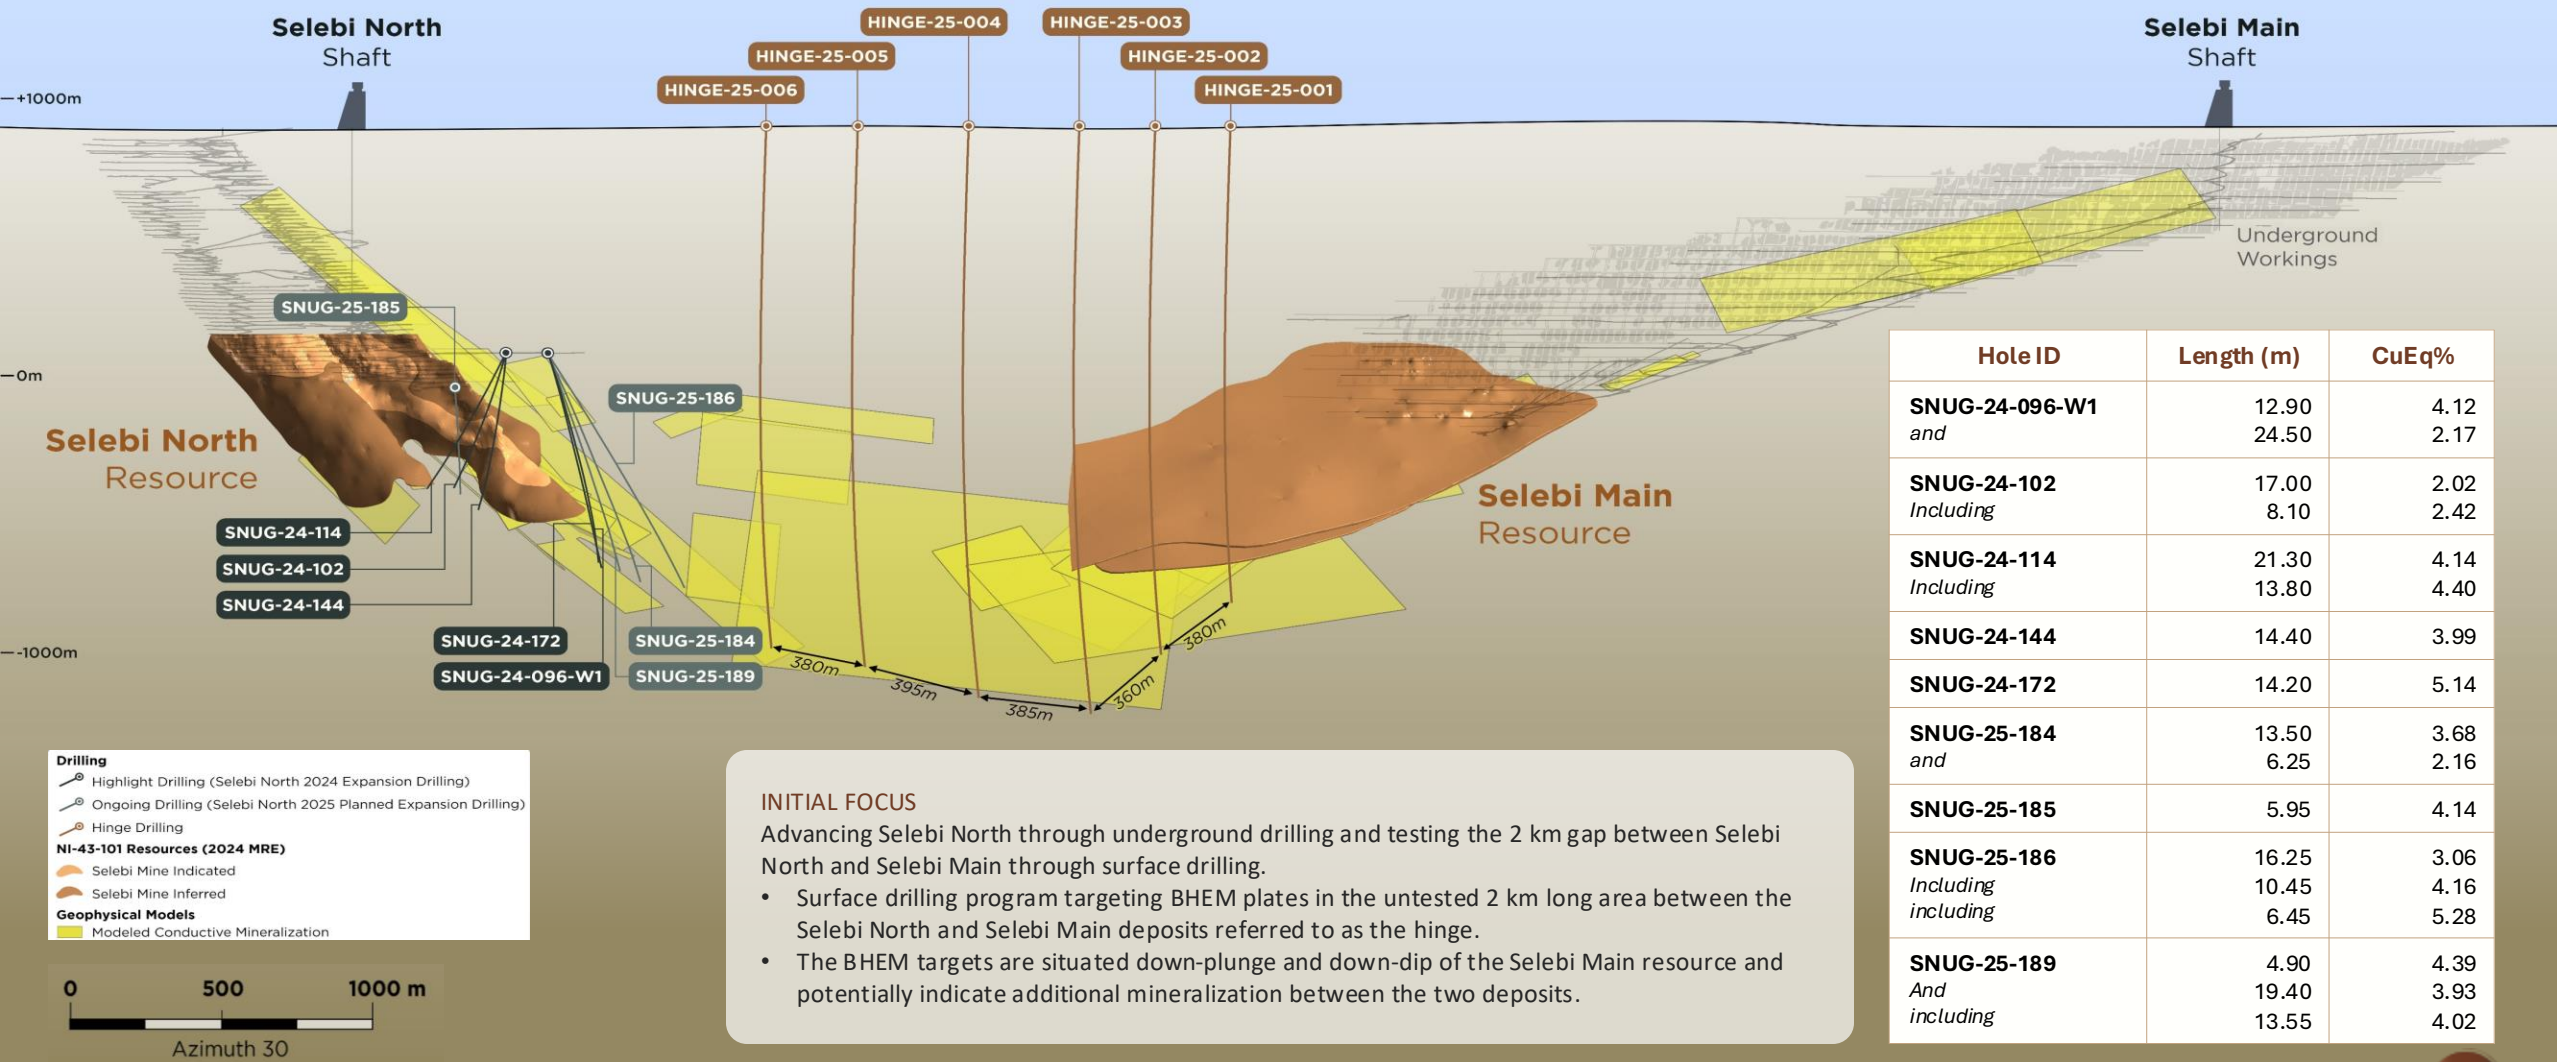 Selebi North
Shaft
HINGE-25-004
HINGE-25-003
HINGE-25-005
HINGE-25-002
HINGE-25-006
HINGE-25-001
Selebi Main
Shaft
+1000m
Underground
Workings
SNUG-25-185
0m
SNUG-25-186
Selebi North
Resource
Selebi Main
Resource
SNUG-24-114
SNUG-24-102
SNUG-24-144
SNUG-24-172
SNUG-24-096-W1
SNUG-25-184
SNUG-25-189
-1000m
380m
395m
385m
360m
380m
Hole ID Length (m) CuEq%
SNUG-24-096-W1 12.90 4.12
and 24.50 2.17
SNUG-24-102 17.00 2.02
Including 8.10 2.42
SNUG-24-114 21.30 4.14
Including 13.80 4.40
SNUG-24-144 14.40 3.99
SNUG-24-172 14.20 5.14
SNUG-25-184 13.50 3.68
and 6.25 2.16
SNUG-25-185 5.95 4.14
SNUG-25-186 16.25 3.06
Including 10.45 4.16
including 6.45 5.28
SNUG-25-189 4.90 4.39
And 19.40 3.93
including 13.55 4.02
Drilling
Highlight Drilling (Selebi North 2024 Expansion Drilling)
Ongoing Drilling (Selebi North 2025 Planned Expansion Drilling)
Hinge Drilling
NI-43-101 Resources (2024 MRE)
Selebi Mine Indicated
Selebi Mine Inferred
Geophysical Models
Modeled Conductive Mineralization
0 500 1000 m
Azimuth 30
INITIAL FOCUS
Advancing Selebi North through underground drilling and testing the 2 km gap between Selebi
North and Selebi Main through surface drilling.
• Surface drilling program targeting BHEM plates in the untested 2 km long area between the
Selebi North and Selebi Main deposits referred to as the hinge.
• The BHEM targets are situated down-plunge and down-dip of the Selebi Main resource and
potentially indicate additional mineralization between the two deposits.